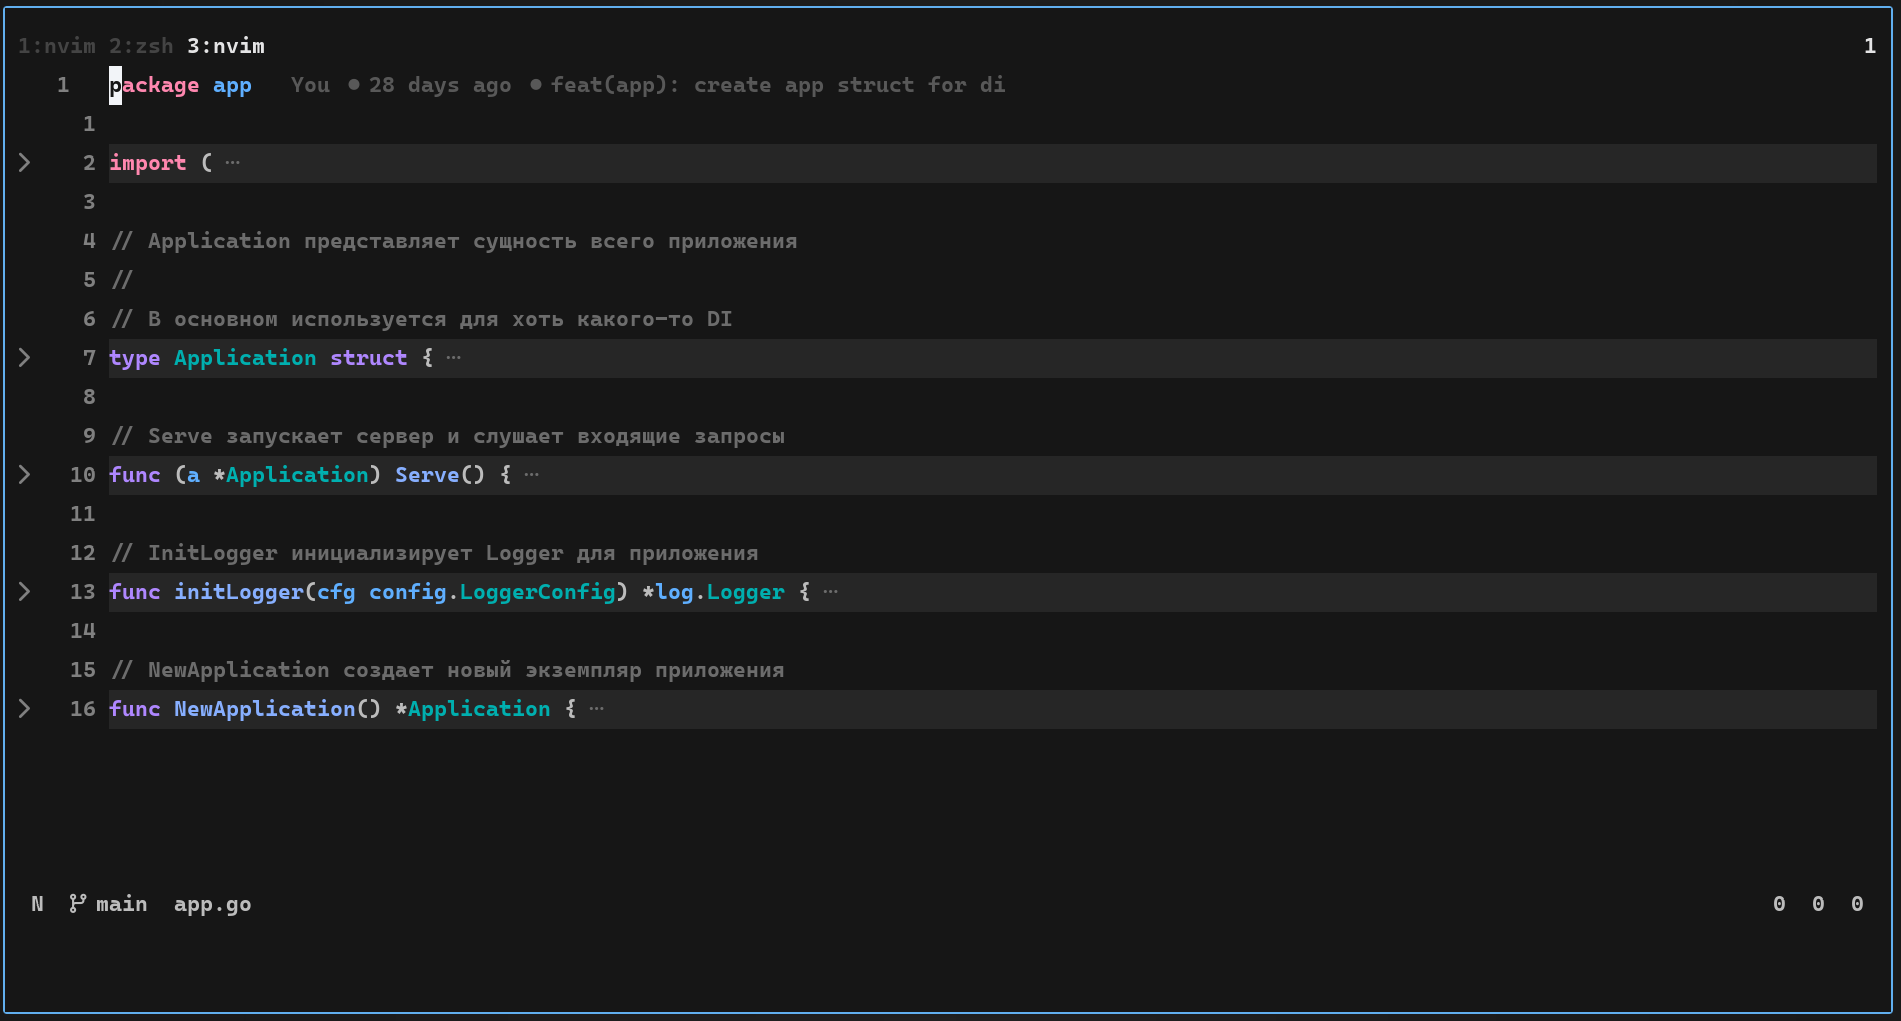 1:nvim 2:zsh 3:nvim 1
1 package app You ● 28 days ago ● feat(app): create app struct for di
1
2 import ( ···
3
4 // Application представляет сущность всего приложения
5 //
6 // В основном используется для хоть какого-то DI
7 type Application struct { ···
8
9 // Serve запускает сервер и слушает входящие запросы
10 func (a *Application) Serve() { ···
11
12 // InitLogger инициализирует Logger для приложения
13 func initLogger(cfg config.LoggerConfig) *log.Logger { ···
14
15 // NewApplication создает новый экземпляр приложения
16 func NewApplication() *Application { ···
N main app.go 0 0 0